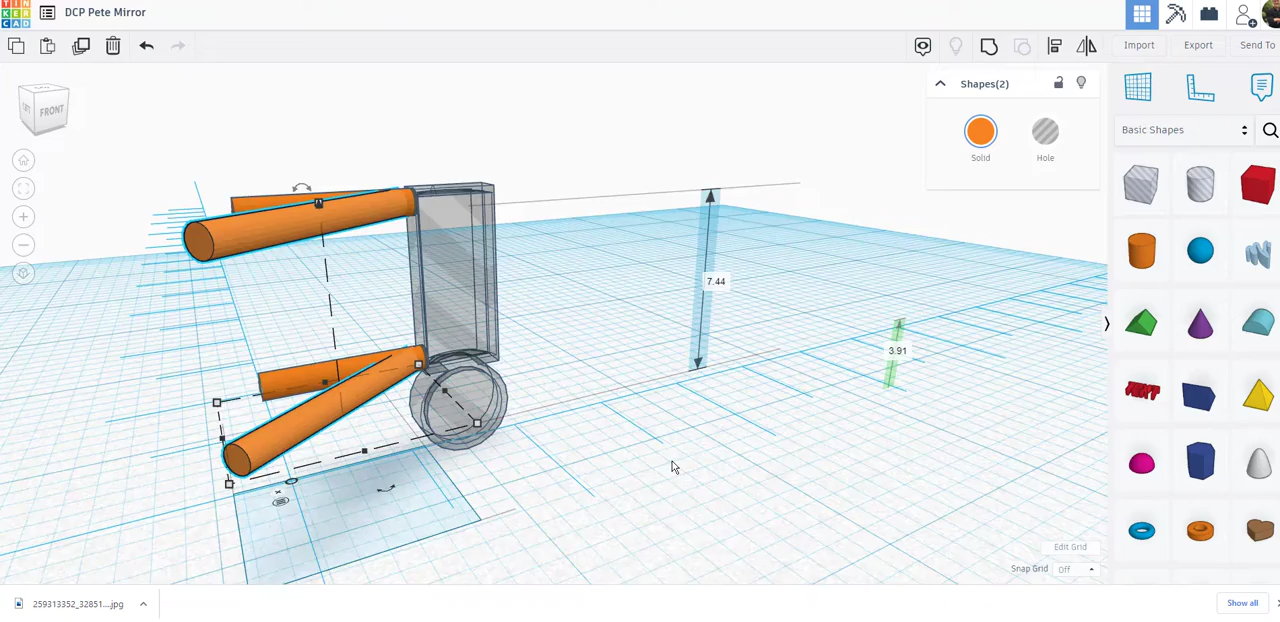 TIN
KER
CAD
DCP Pete Mirror
Import
Export
Send To
FRONT
Shapes(2)
Solid
Hole
Basic Shapes
7.44
3.91
TEXT
Edit Grid
Snap Grid
Off
259313352_32851....jpg
Show all